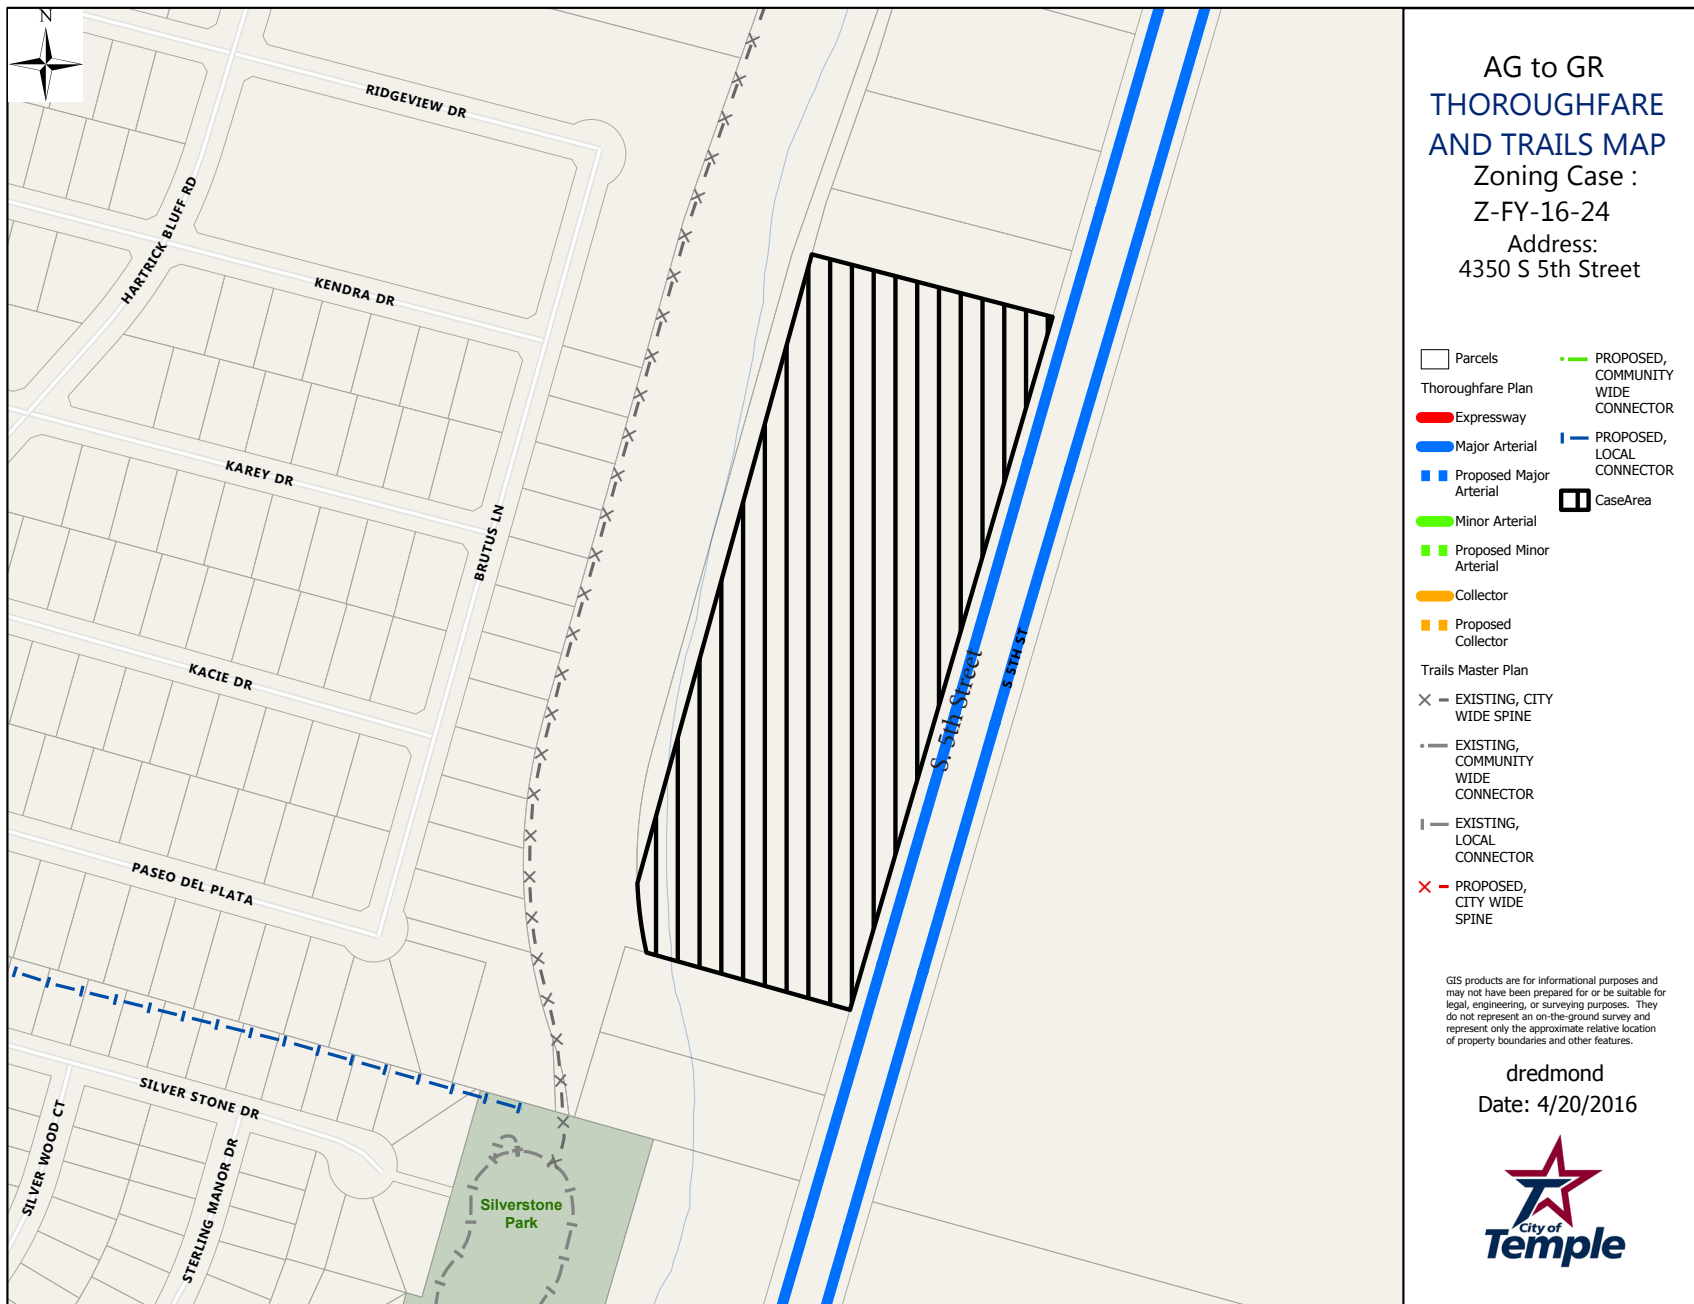 N
RIDGEVIEW DR
HARTRICK BLUFF RD
KENDRA DR
KAREY DR
BRUTUS LN
KACIE DR
PASEO DEL PLATA
S 5TH ST
S. 5th Street
SILVER STONE DR
SILVER WOOD CT
STERLING MANOR DR
Silverstone
Park
AG to GR
THOROUGHFARE
AND TRAILS MAP
Zoning Case :
Z-FY-16-24
Address:
4350 S 5th Street
Parcels
Thoroughfare Plan
Expressway
Major Arterial
Proposed Major
Arterial
Minor Arterial
Proposed Minor
Arterial
Collector
Proposed
Collector
Trails Master Plan
EXISTING, CITY
WIDE SPINE
EXISTING,
COMMUNITY
WIDE
CONNECTOR
EXISTING,
LOCAL
CONNECTOR
PROPOSED,
CITY WIDE
SPINE
PROPOSED,
COMMUNITY
WIDE
CONNECTOR
PROPOSED,
LOCAL
CONNECTOR
CaseArea
GIS products are for informational purposes and
may not have been prepared for or be suitable for
legal, engineering, or surveying purposes. They
do not represent an on-the-ground survey and
represent only the approximate relative location
of property boundaries and other features.
dredmond
Date: 4/20/2016
T
City of
Temple